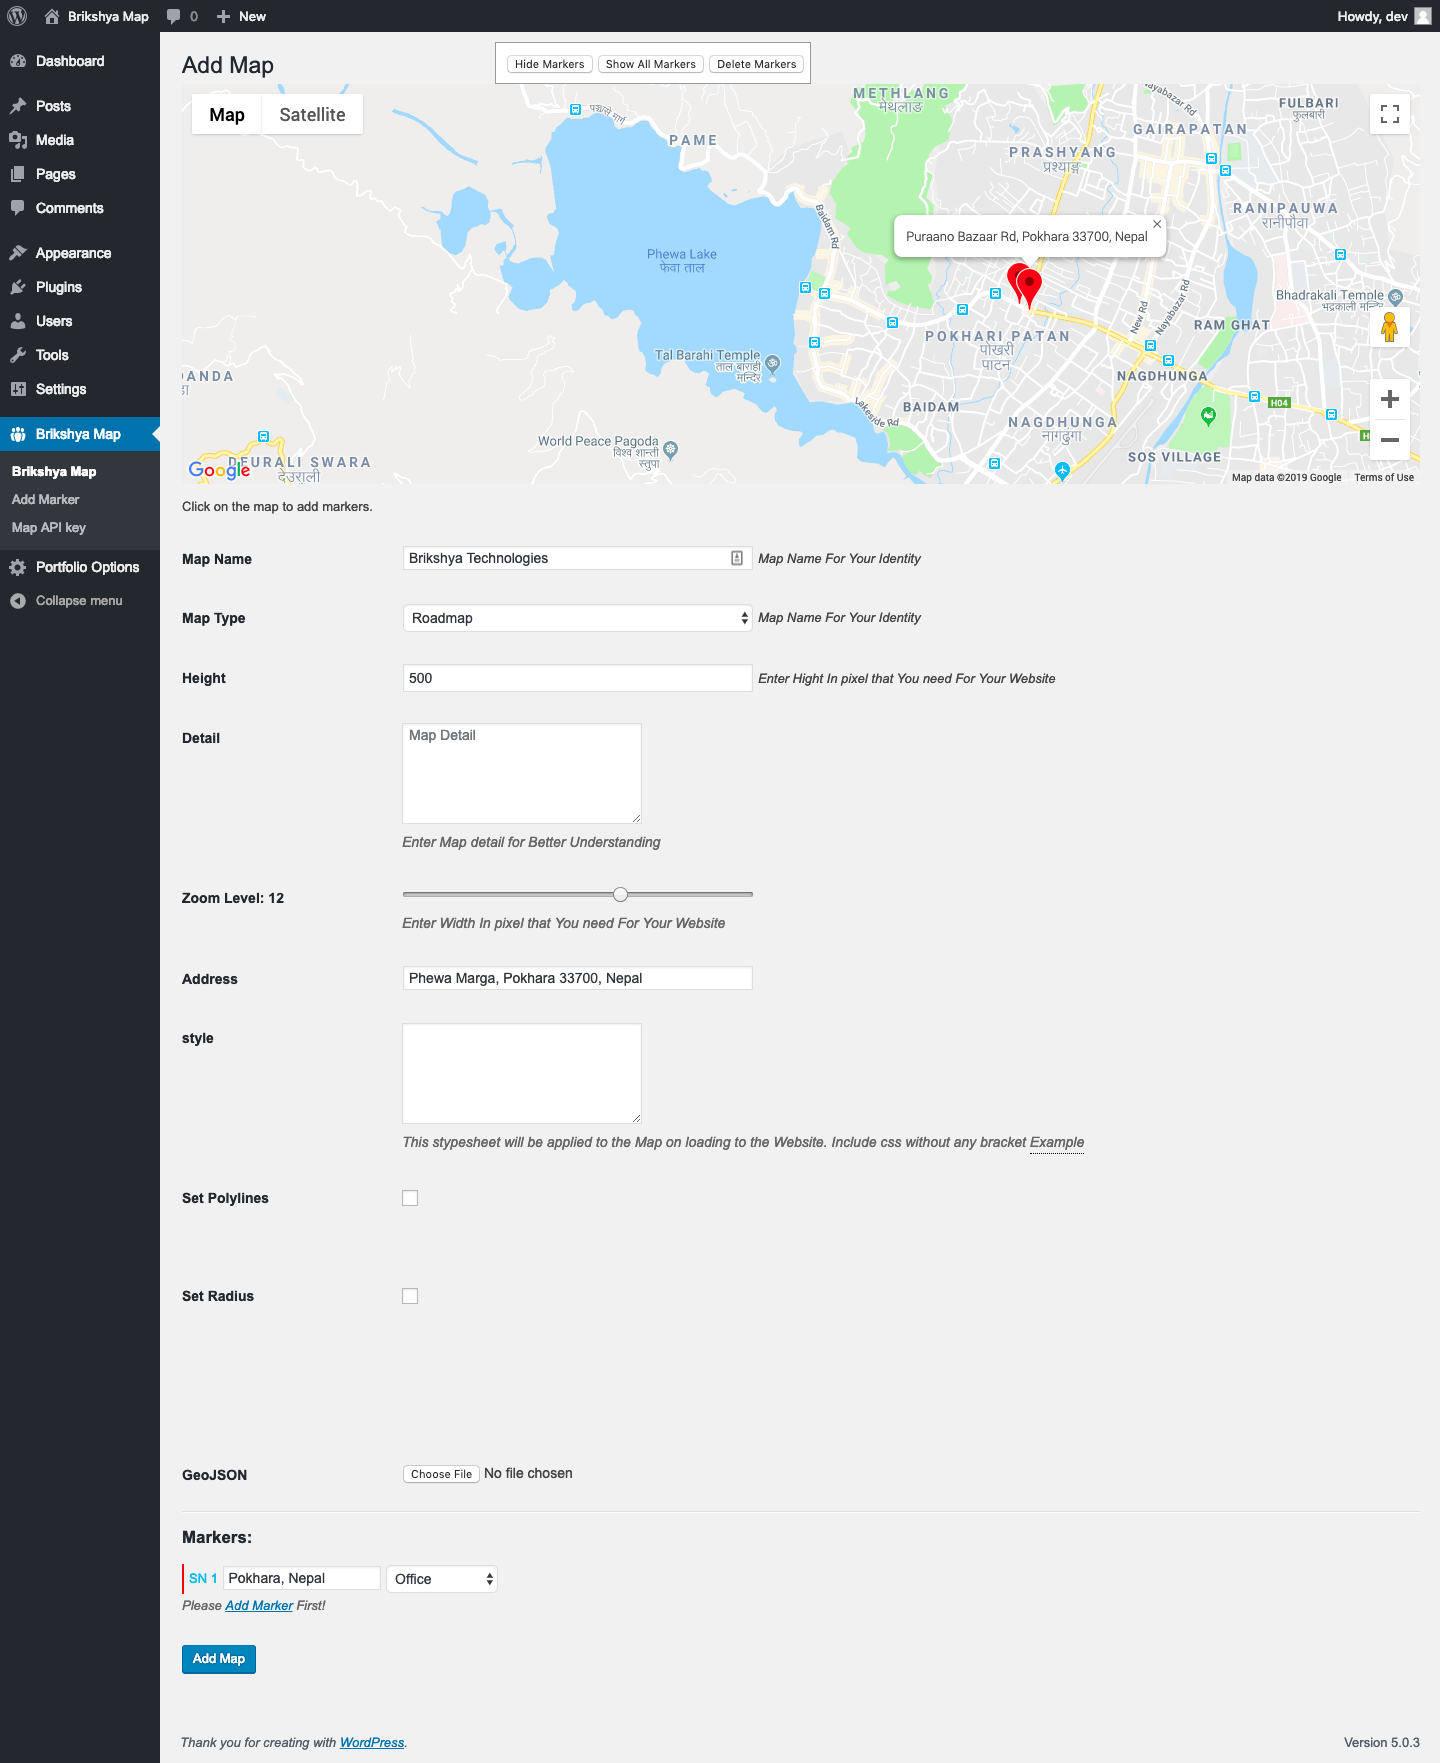 Brikshya Map 0 New Howdy, dev
Dashboard
Posts
Media
Pages
Comments
Appearance
Plugins
Users
Tools
Settings
Brikshya Map
Brikshya Map
Add Marker
Map API key
Portfolio Options
Collapse menu
Add Map
Hide Markers Show All Markers Delete Markers
Map Satellite
METHLANG
मेथलाङ
Nayabazar Rd
FULBARI
फुलबारी
GAIRAPATAN
PAME
PRASHYANG
प्रश्याङ्ग
RANIPAUWA
रानीपौवा
Baidam Rd
Puraano Bazaar Rd, Pokhara 33700, Nepal
Phewa Lake
फेवा ताल
Bhadrakali Temple
भद्रकाली मन्दिर
New Rd
Nayabazar Rd
RAM GHAT
POKHARI PATAN
पोखरी
पाटन
Tal Barahi Temple
ताल बाराही
मन्दिर
ANDA
डा
NAGDHUNGA
BAIDAM
Lakeside Rd
H04
NAGDHUNGA
नागढुंगा
World Peace Pagoda
विश्व शान्ती
स्तुपा
SOS VILLAGE
DEURALI SWARA
देउराली
Google
Map data ©2019 Google Terms of Use
Click on the map to add markers.
Map Name Brikshya Technologies Map Name For Your Identity
Map Type Roadmap Map Name For Your Identity
Height 500 Enter Hight In pixel that You need For Your Website
Detail Map Detail
Enter Map detail for Better Understanding
Zoom Level: 12
Enter Width In pixel that You need For Your Website
Address Phewa Marga, Pokhara 33700, Nepal
style
This stypesheet will be applied to the Map on loading to the Website. Include css without any bracket Example
Set Polylines
Set Radius
GeoJSON Choose File No file chosen
Markers:
SN 1 Pokhara, Nepal Office
Please Add Marker First!
Add Map
Thank you for creating with WordPress. Version 5.0.3